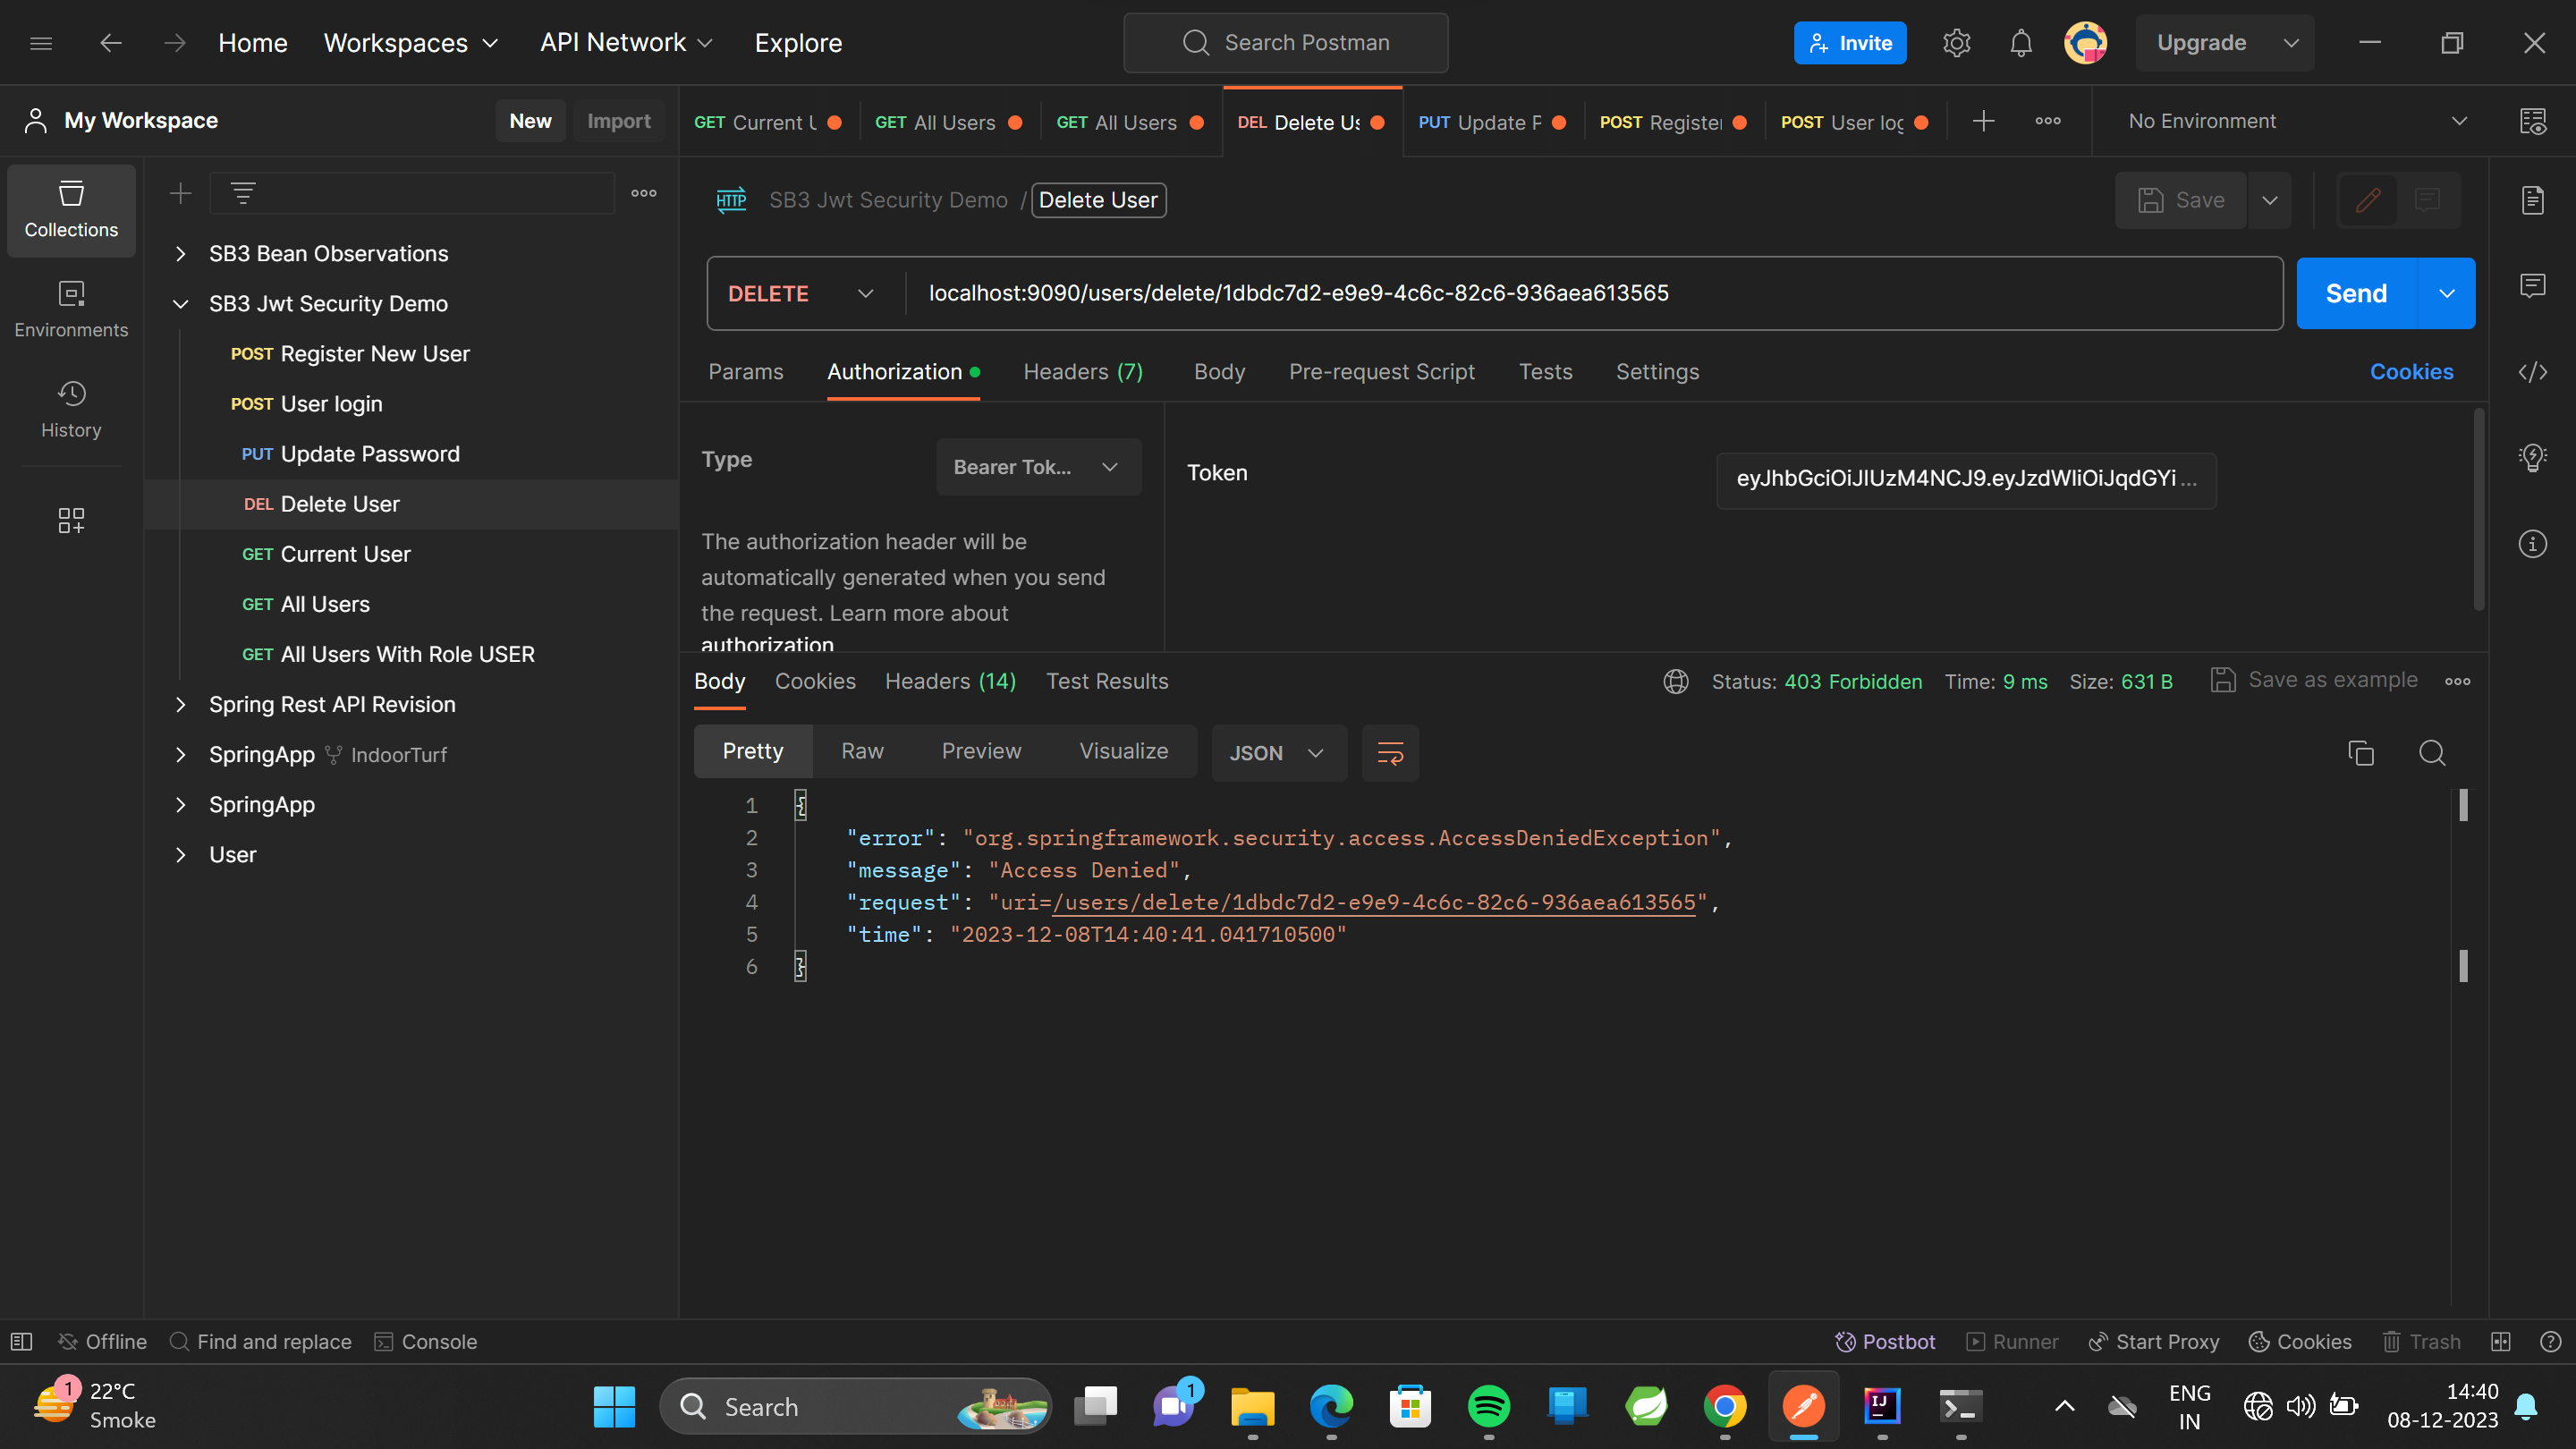 Home Workspaces API Network Explore Search Postman Invite Upgrade
My Workspace New Import
GET Current U GET All Users GET All Users DEL Delete Us PUT Update P POST Register POST User log No Environment
Collections
Environments
History
SB3 Bean Observations
SB3 Jwt Security Demo
POST Register New User
POST User login
PUT Update Password
DEL Delete User
GET Current User
GET All Users
GET All Users With Role USER
Spring Rest API Revision
SpringApp IndoorTurf
SpringApp
User
HTTP SB3 Jwt Security Demo / Delete User Save
DELETE localhost:9090/users/delete/1dbdc7d2-e9e9-4c6c-82c6-936aea613565 Send
Params Authorization Headers (7) Body Pre-request Script Tests Settings Cookies
Type Bearer Tok...
The authorization header will be
automatically generated when you send
the request. Learn more about
authorization
Token eyJhbGciOiJIUzM4NCJ9.eyJzdWIiOiJqdGYi ...
Body Cookies Headers (14) Test Results Status: 403 Forbidden Time: 9 ms Size: 631 B Save as example
Pretty Raw Preview Visualize JSON
1 {
2 "error": "org.springframework.security.access.AccessDeniedException",
3 "message": "Access Denied",
4 "request": "uri=/users/delete/1dbdc7d2-e9e9-4c6c-82c6-936aea613565",
5 "time": "2023-12-08T14:40:41.041710500"
6 }
Offline Find and replace Console Postbot Runner Start Proxy Cookies Trash
1 22°C
Smoke
Search
1
IJ
ENG
IN
14:40
08-12-2023